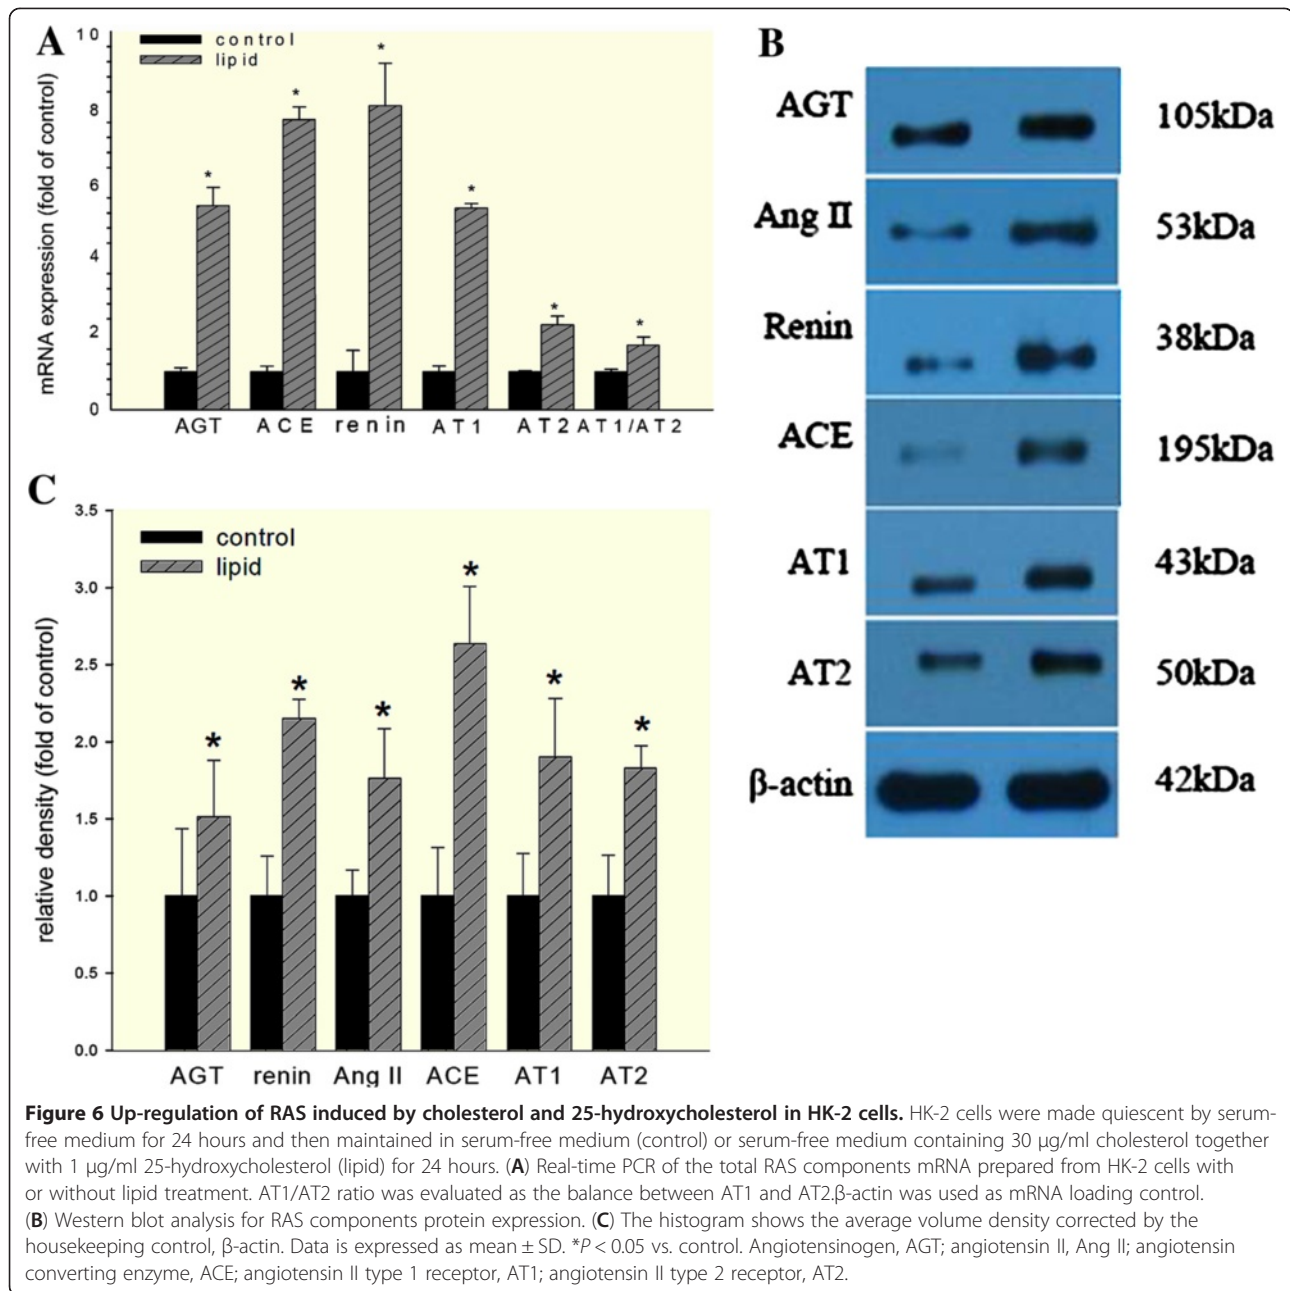 A
control
lipid
mRNA expression (fold of control)
10
8
6
4
2
0
* * * * * *
AGT ACE renin AT1 AT2 AT1/AT2
B
AGT 105kDa
Ang II 53kDa
Renin 38kDa
ACE 195kDa
AT1 43kDa
AT2 50kDa
β-actin 42kDa
C
control
lipid
relative density (fold of control)
3.5
3.0
2.5
2.0
1.5
1.0
0.5
0.0
* * * * * *
AGT renin Ang II ACE AT1 AT2
Figure 6 Up-regulation of RAS induced by cholesterol and 25-hydroxycholesterol in HK-2 cells. HK-2 cells were made quiescent by serum-
free medium for 24 hours and then maintained in serum-free medium (control) or serum-free medium containing 30 μg/ml cholesterol together
with 1 μg/ml 25-hydroxycholesterol (lipid) for 24 hours. (A) Real-time PCR of the total RAS components mRNA prepared from HK-2 cells with
or without lipid treatment. AT1/AT2 ratio was evaluated as the balance between AT1 and AT2.β-actin was used as mRNA loading control.
(B) Western blot analysis for RAS components protein expression. (C) The histogram shows the average volume density corrected by the
housekeeping control, β-actin. Data is expressed as mean ± SD. *P < 0.05 vs. control. Angiotensinogen, AGT; angiotensin II, Ang II; angiotensin
converting enzyme, ACE; angiotensin II type 1 receptor, AT1; angiotensin II type 2 receptor, AT2.